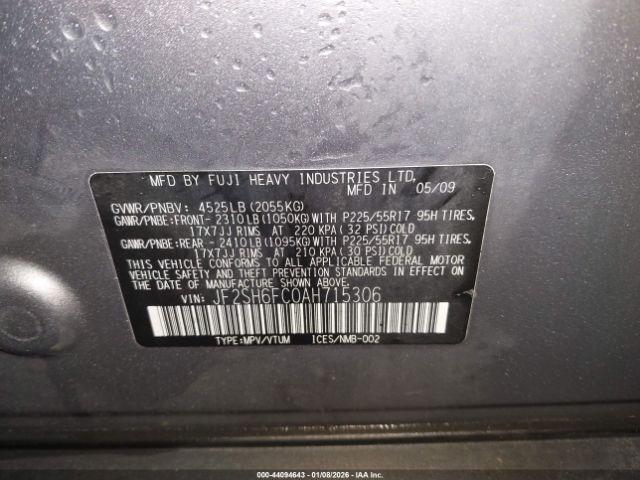 MFD BY FUJI HEAVY INDUSTRIES LTD.
MFD IN 05/09
GVWR/PNBV: 4525LB (2055KG)
GAWR/PNBE:FRONT- 2310LB(1050KG)WITH P225/55R17 95H TIRES,
17X7JJ RIMS AT 220 KPA (32 PSI)COLD
GAWR/PNBE:REAR - 2410LB(1095KG)WITH P225/55R17 95H TIRES,
17X7JJ RIMS AT 210 KPA (30 PSI)COLD
THIS VEHICLE CONFORMS TO ALL APPLICABLE FEDERAL MOTOR
VEHICLE SAFETY AND THEFT PREVENTION STANDARDS IN EFFECT
ON THE DATE OF MANUFACTURE SHOWN ABOVE.
VIN: JF2SH6FC0AH715306
TYPE:MPV/VTUM ICES/NMB-002
000-44094643 - 01/08/2026 - IAA Inc.